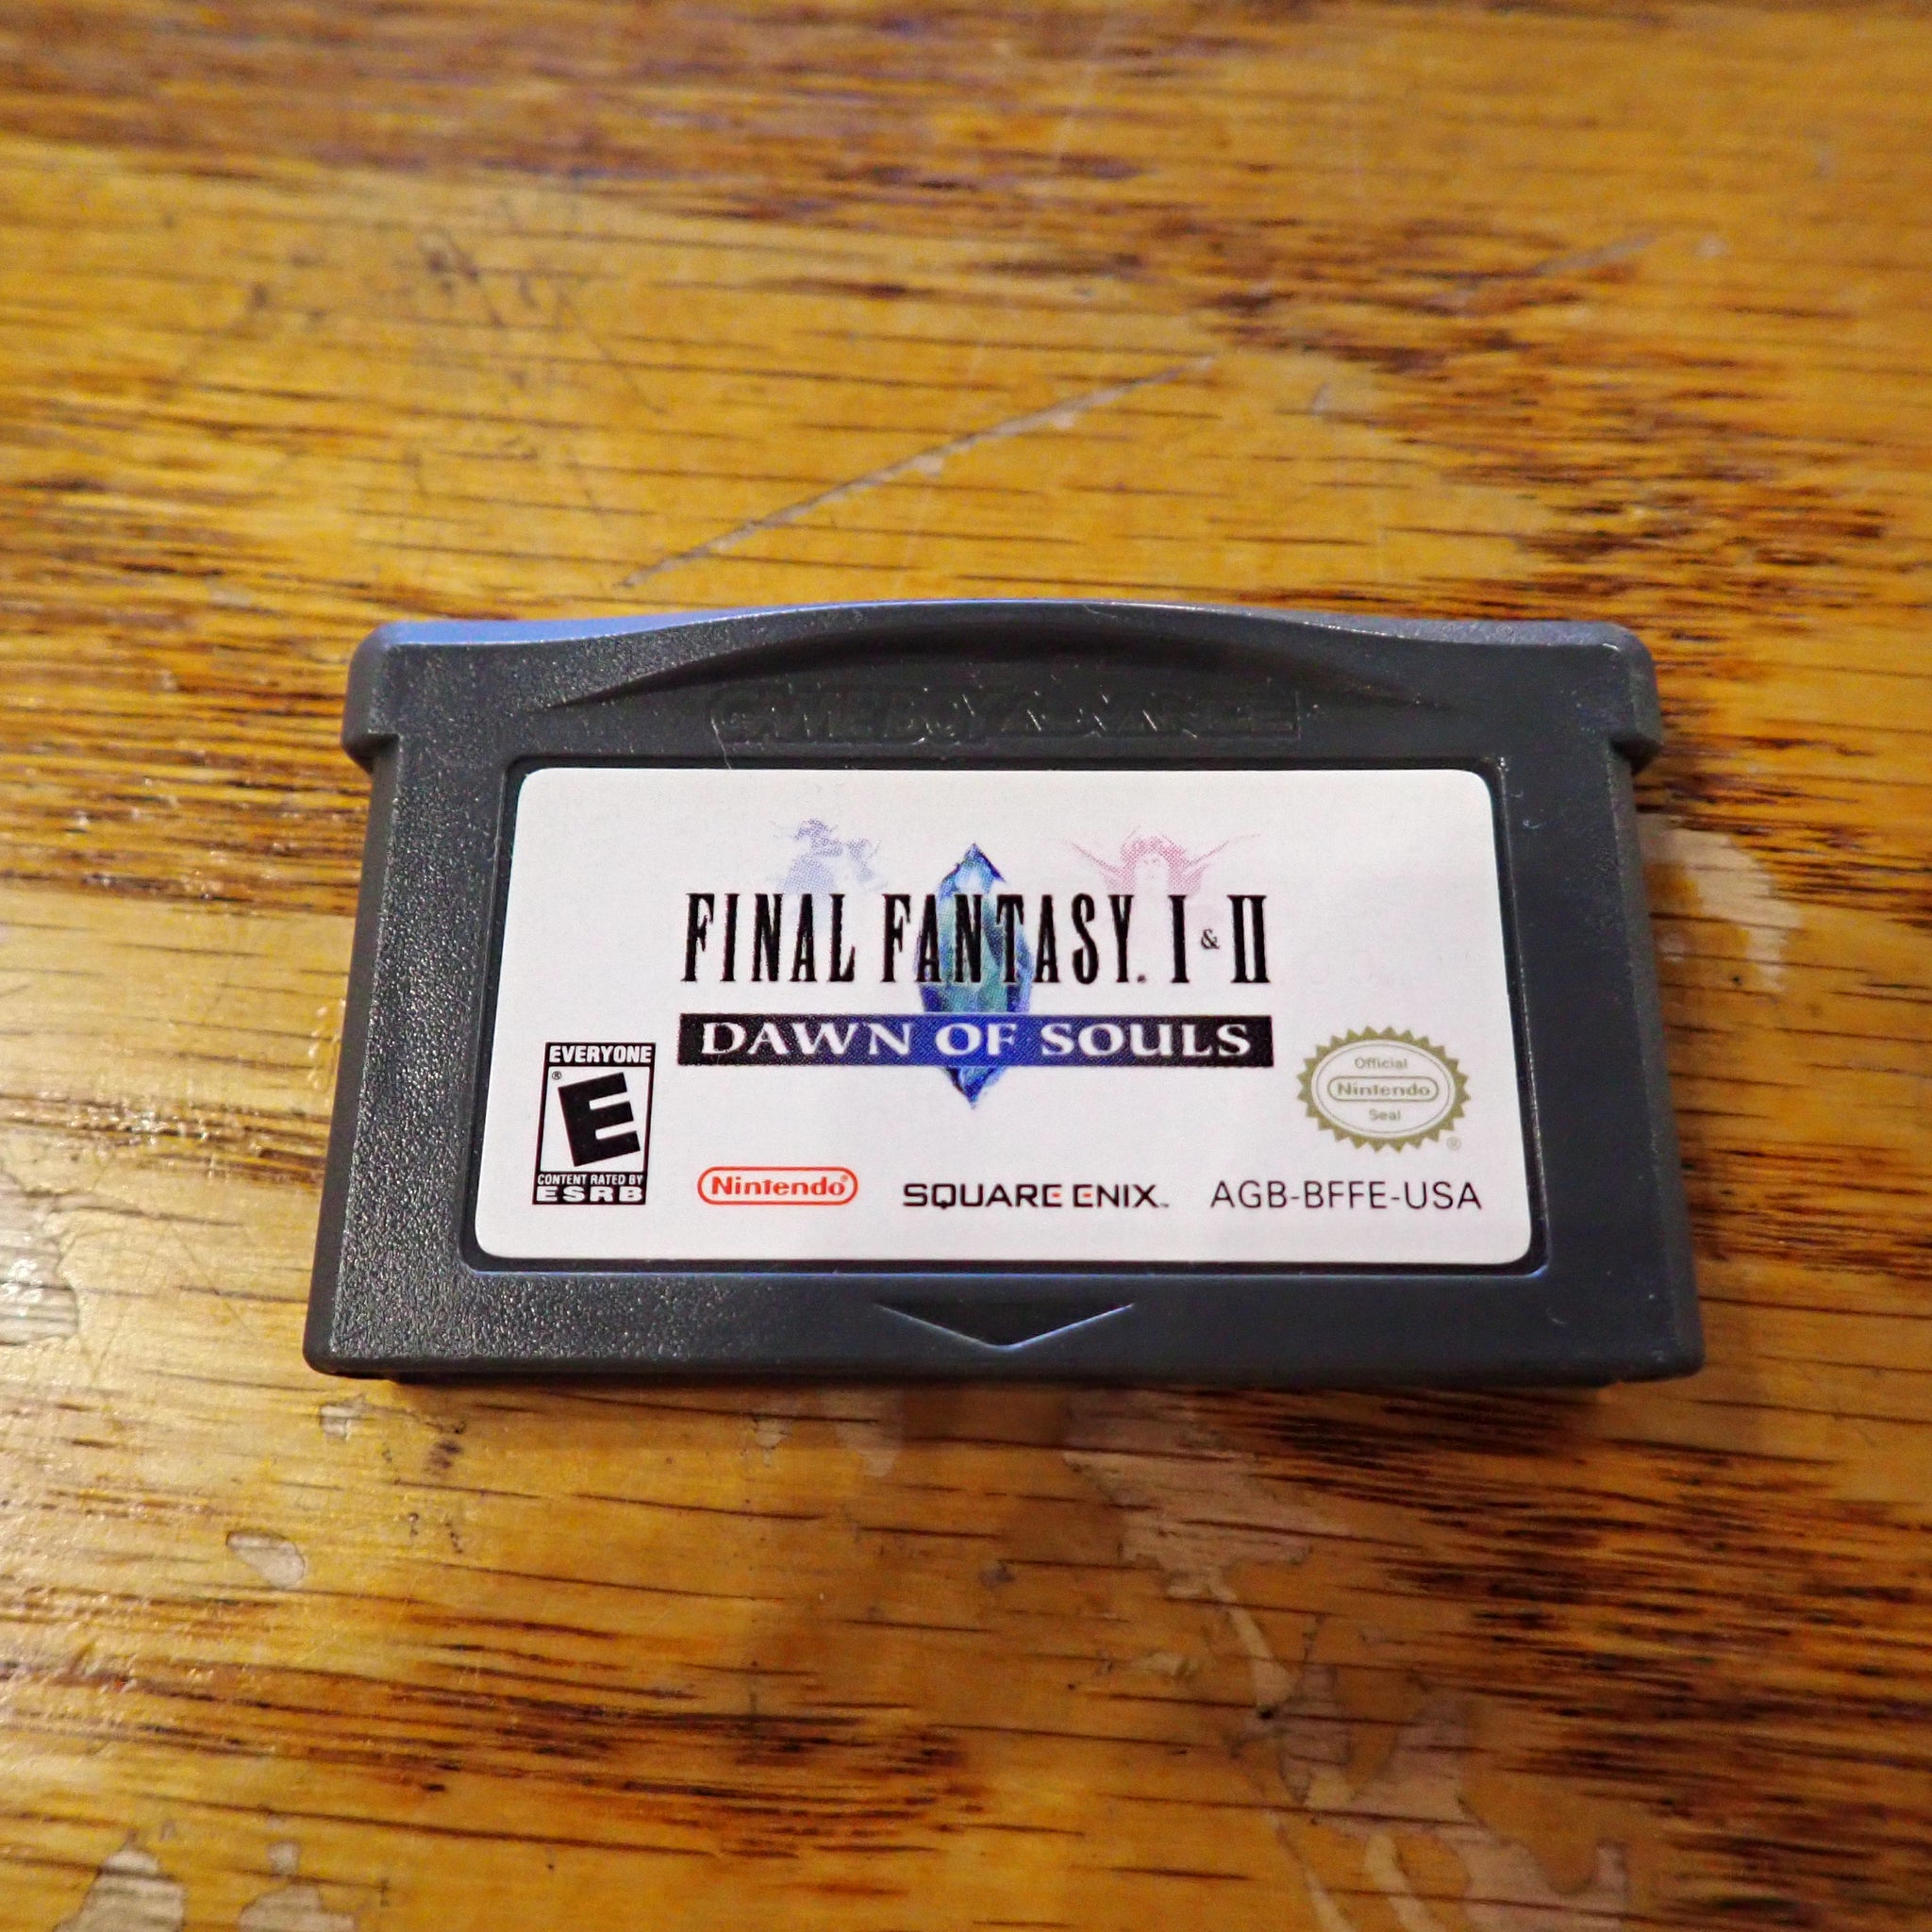 GAME BOY ADVANCE
FINAL FANTASY. I & II
DAWN OF SOULS
EVERYONE
® E
CONTENT RATED BY
ESRB
Official
Nintendo
Seal
®
Nintendo®
SQUARE ENIX™
AGB-BFFE-USA